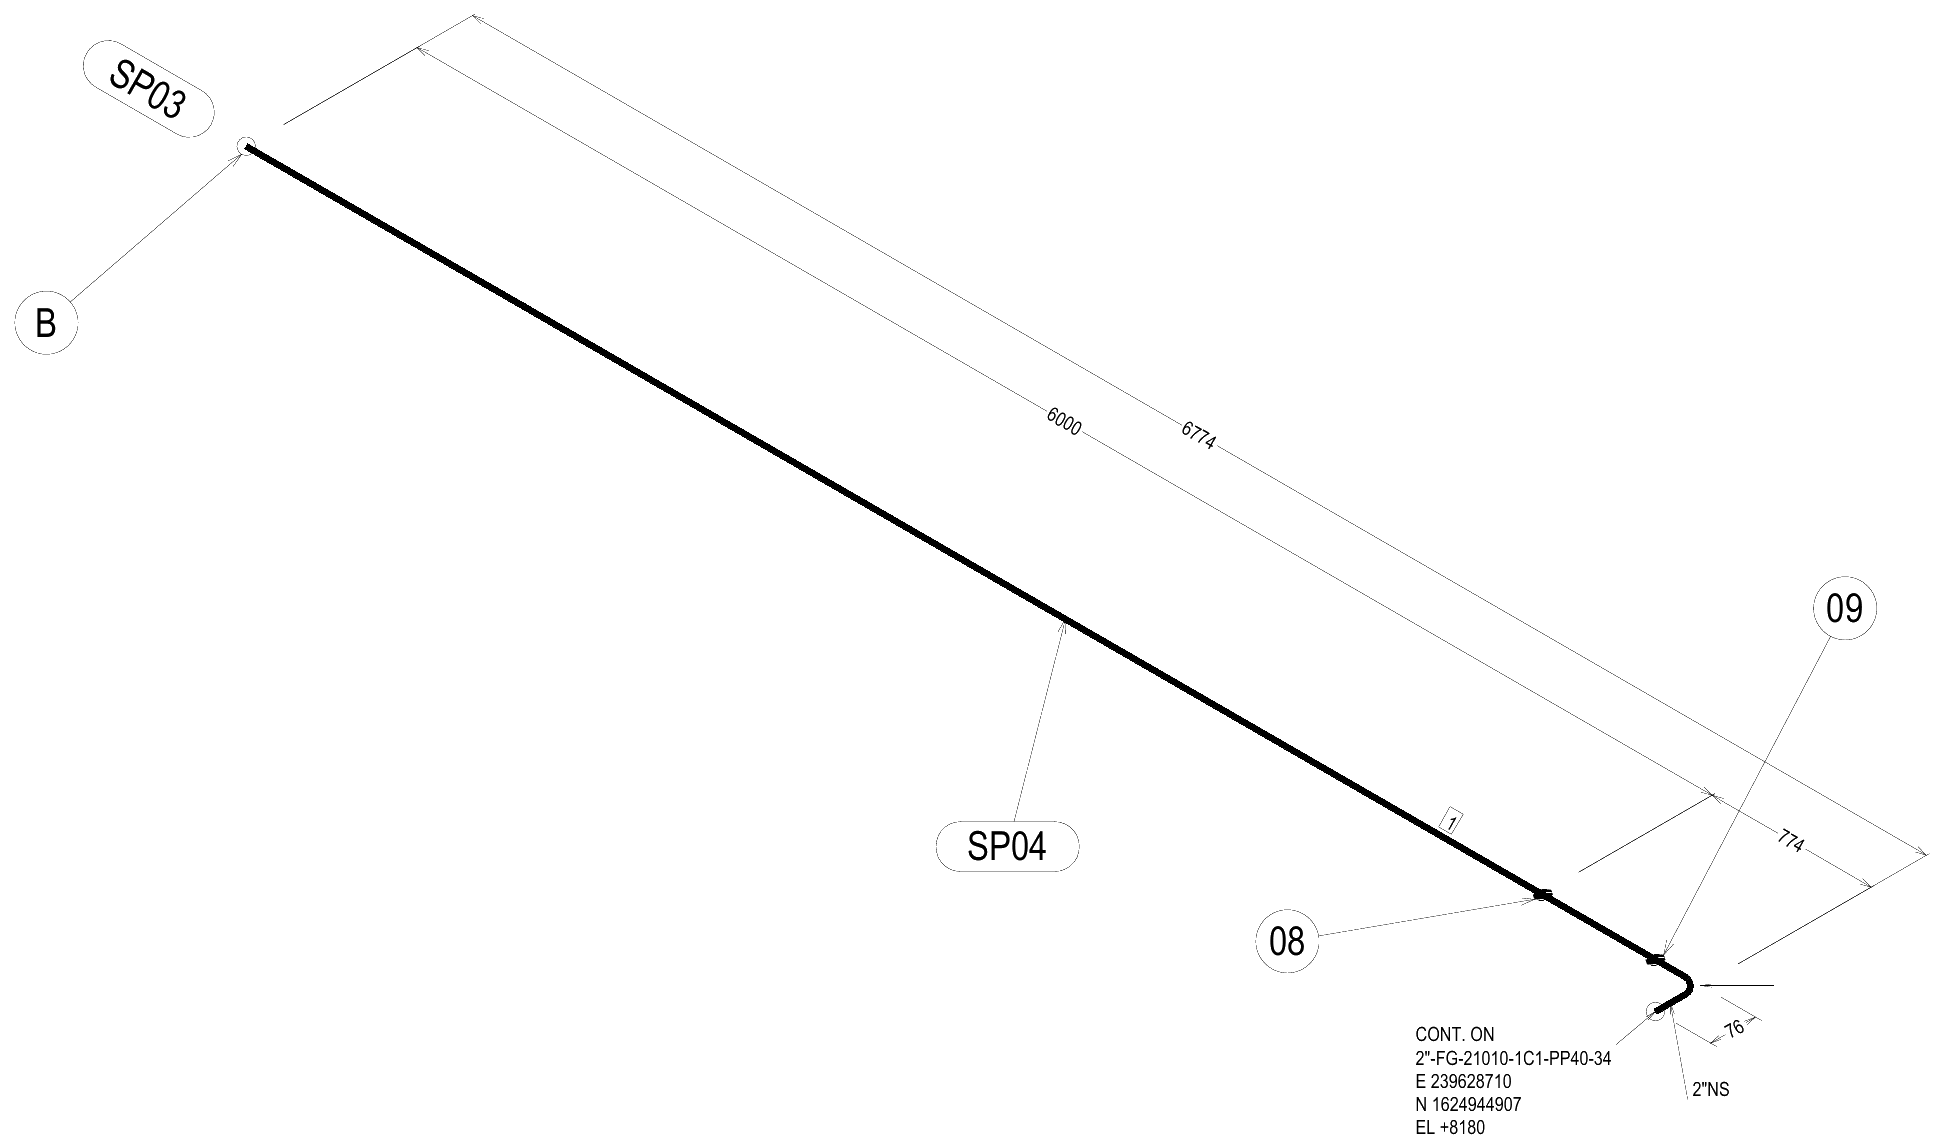 SP03
B
6000
6774
09
1
SP04
774
08
76
CONT. ON
2"-FG-21010-1C1-PP40-34
E 239628710
N 1624944907
EL +8180
2"NS